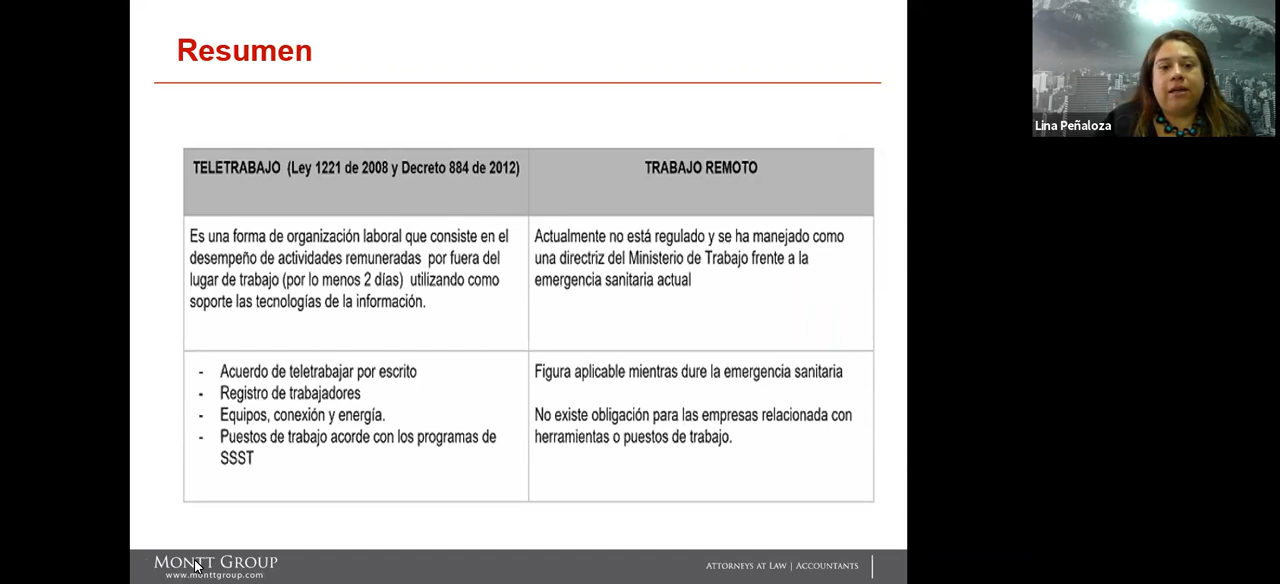 Resumen
TELETRABAJO (Ley 1221 de 2008 y Decreto 884 de 2012)
TRABAJO REMOTO
Es una forma de organización laboral que consiste en el
desempeño de actividades remuneradas por fuera del
lugar de trabajo (por lo menos 2 días) utilizando como
soporte las tecnologías de la información.
Actualmente no está regulado y se ha manejado como
una directriz del Ministerio de Trabajo frente a la
emergencia sanitaria actual
- Acuerdo de teletrabajar por escrito
- Registro de trabajadores
- Equipos, conexión y energía.
- Puestos de trabajo acorde con los programas de
SSST
Figura aplicable mientras dure la emergencia sanitaria
No existe obligación para las empresas relacionada con
herramientas o puestos de trabajo.
MONTT GROUP
www.monttgroup.com
ATTORNEYS AT LAW | ACCOUNTANTS
Lina Peñaloza